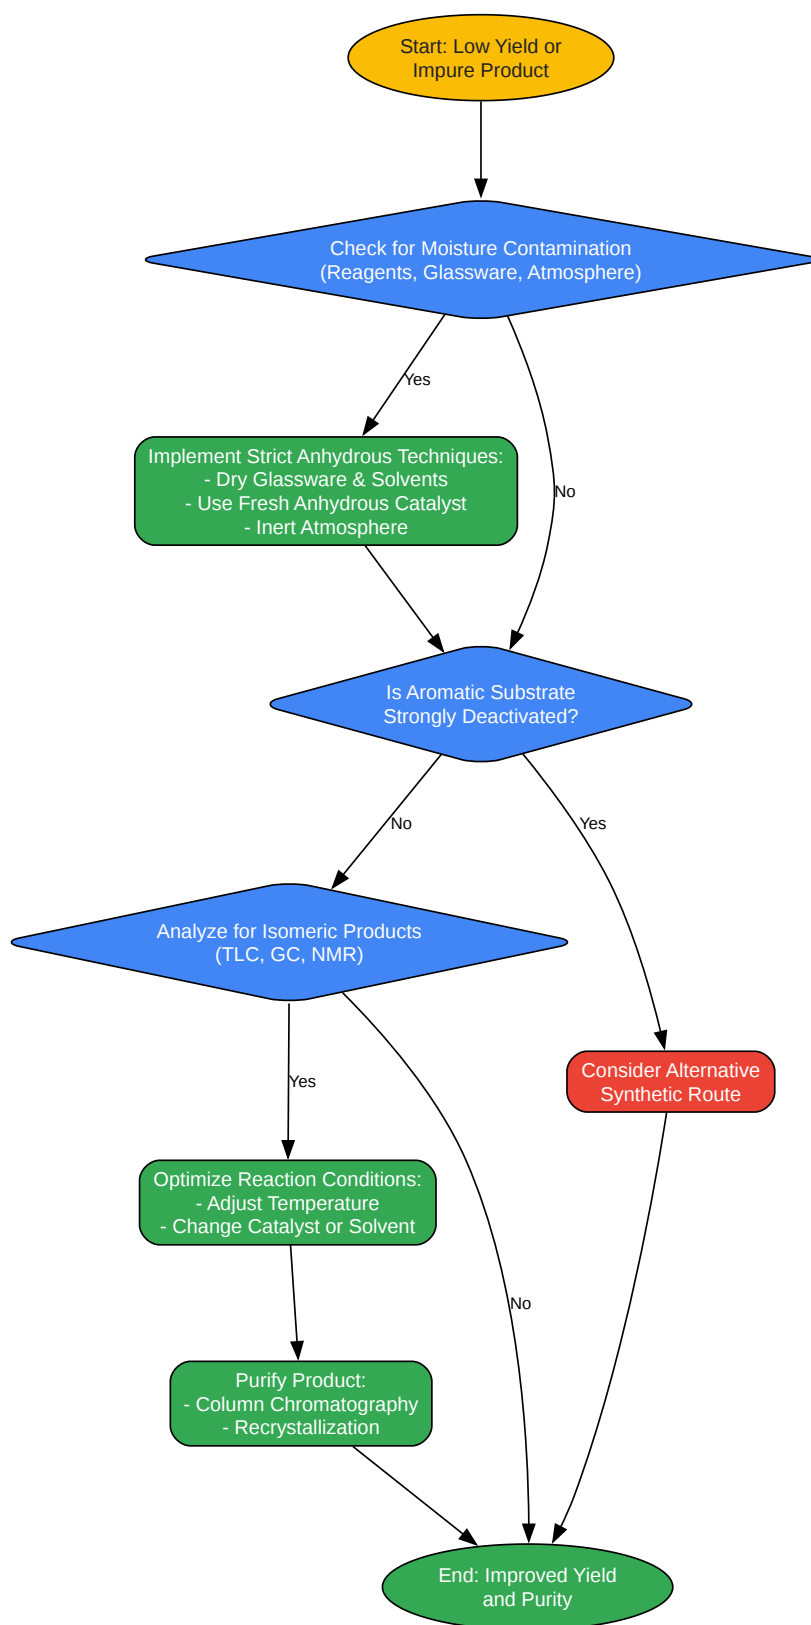 Start: Low Yield or
Impure Product
Check for Moisture Contamination
(Reagents, Glassware, Atmosphere)
Yes
Implement Strict Anhydrous Techniques:
- Dry Glassware & Solvents
- Use Fresh Anhydrous Catalyst
- Inert Atmosphere
No
Is Aromatic Substrate
Strongly Deactivated?
No
Yes
Analyze for Isomeric Products
(TLC, GC, NMR)
Consider Alternative
Synthetic Route
Yes
Optimize Reaction Conditions:
- Adjust Temperature
- Change Catalyst or Solvent
No
Purify Product:
- Column Chromatography
- Recrystallization
End: Improved Yield
and Purity